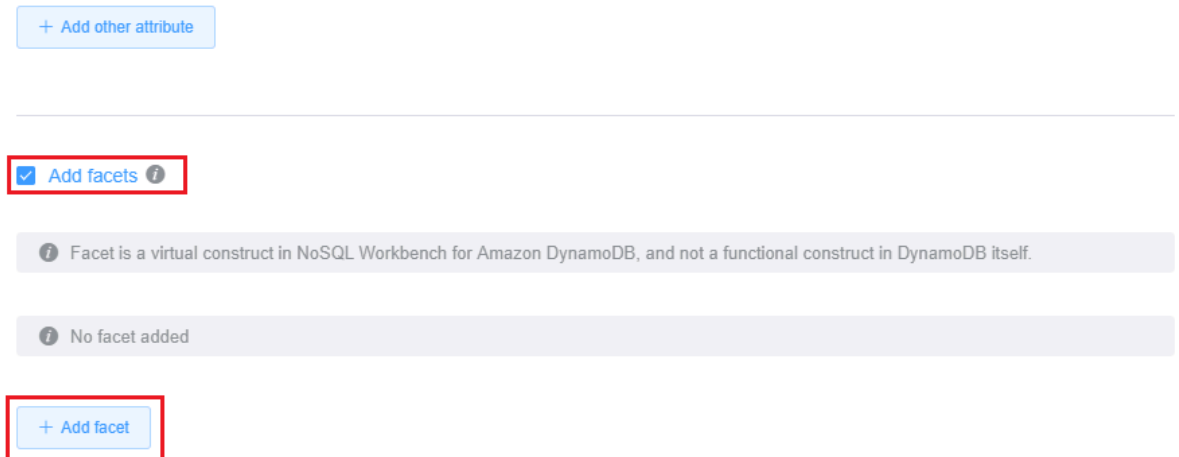 + Add other attribute
Add facets
Facet is a virtual construct in NoSQL Workbench for Amazon DynamoDB, and not a functional construct in DynamoDB itself.
No facet added
+ Add facet